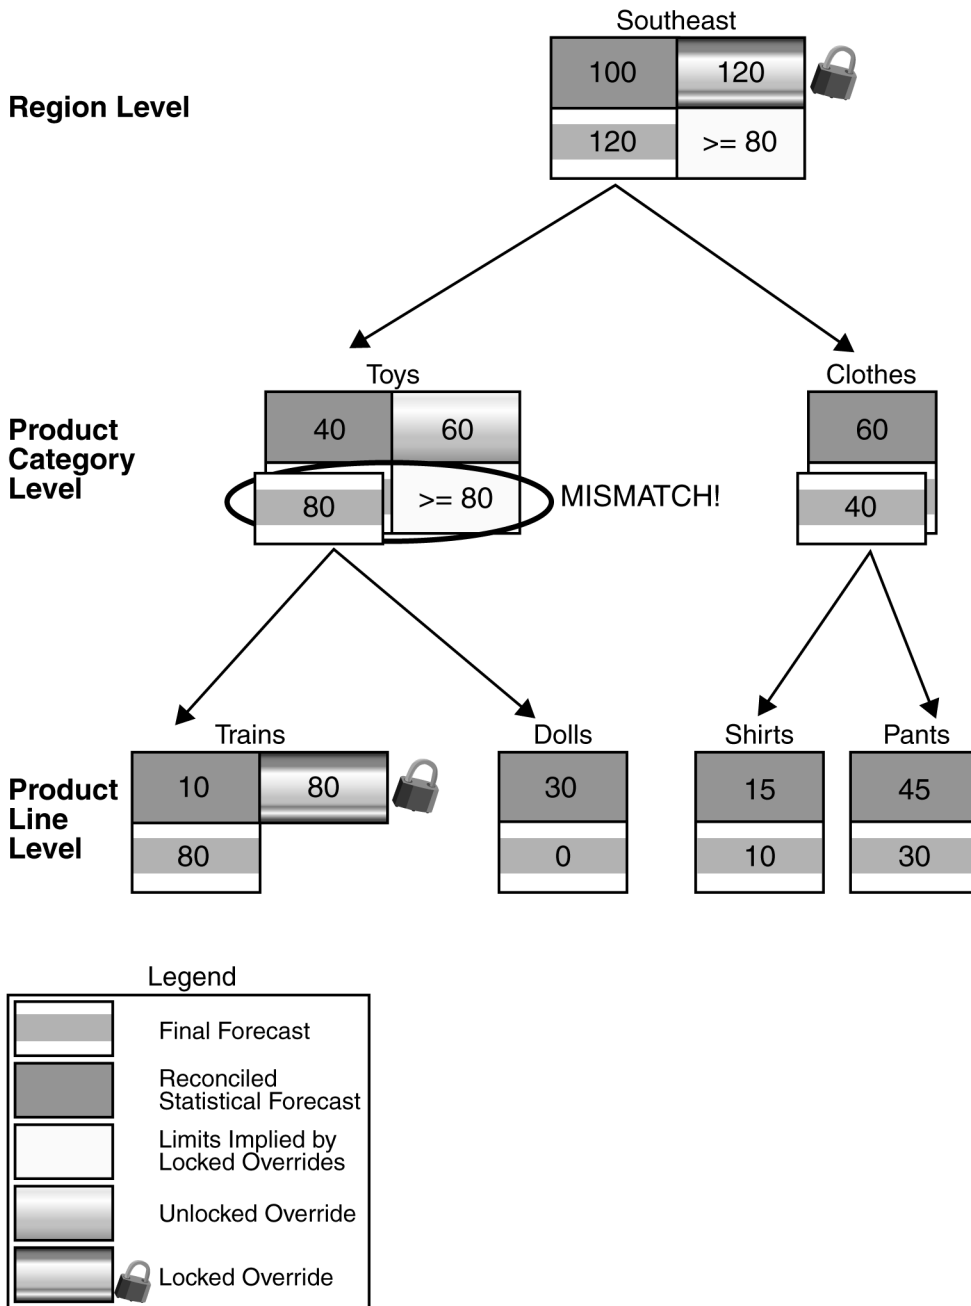 Southeast
100 120
Region Level
120 >= 80
Toys Clothes
40 60 60
Product
Category
Level
80 >= 80 MISMATCH! 40
Trains Dolls Shirts Pants
10 80 30 15 45
Product
Line
Level
80 0 10 30
Legend
Final Forecast
Reconciled
Statistical Forecast
Limits Implied by
Locked Overrides
Unlocked Override
Locked Override